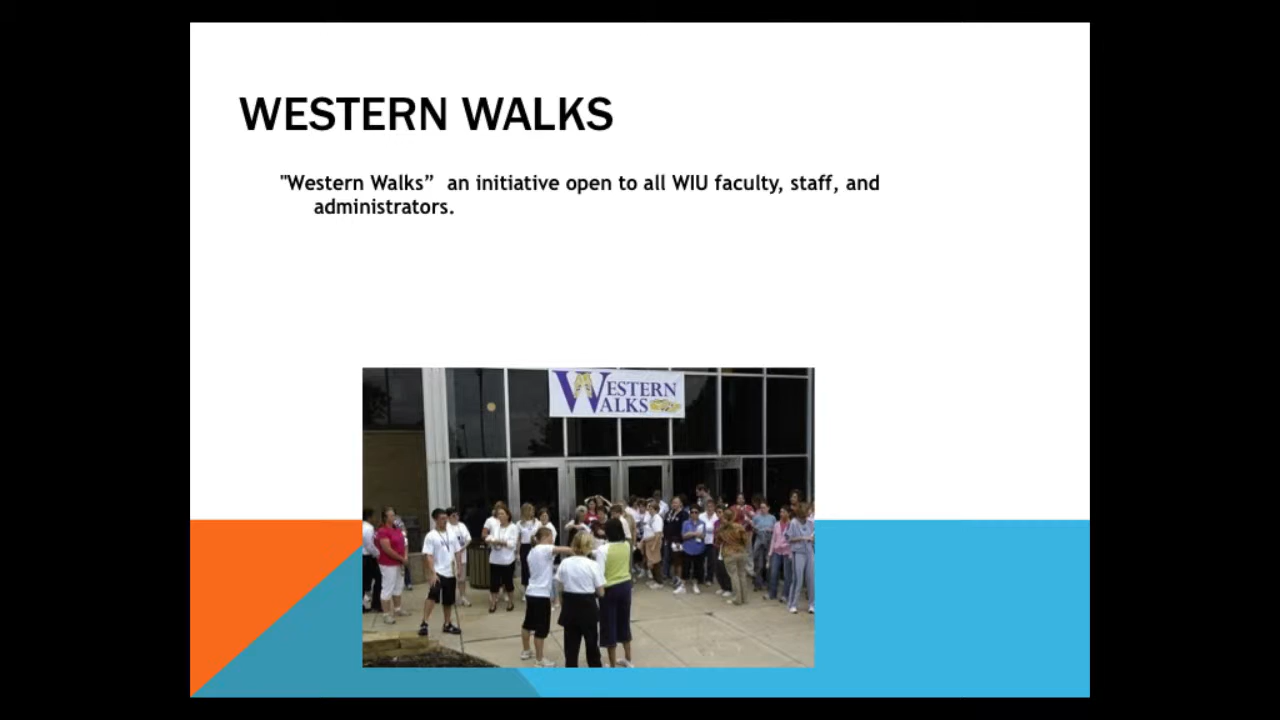 WESTERN WALKS
"Western Walks”  an initiative open to all WIU faculty, staff, and
administrators.
WESTERN
WALKS